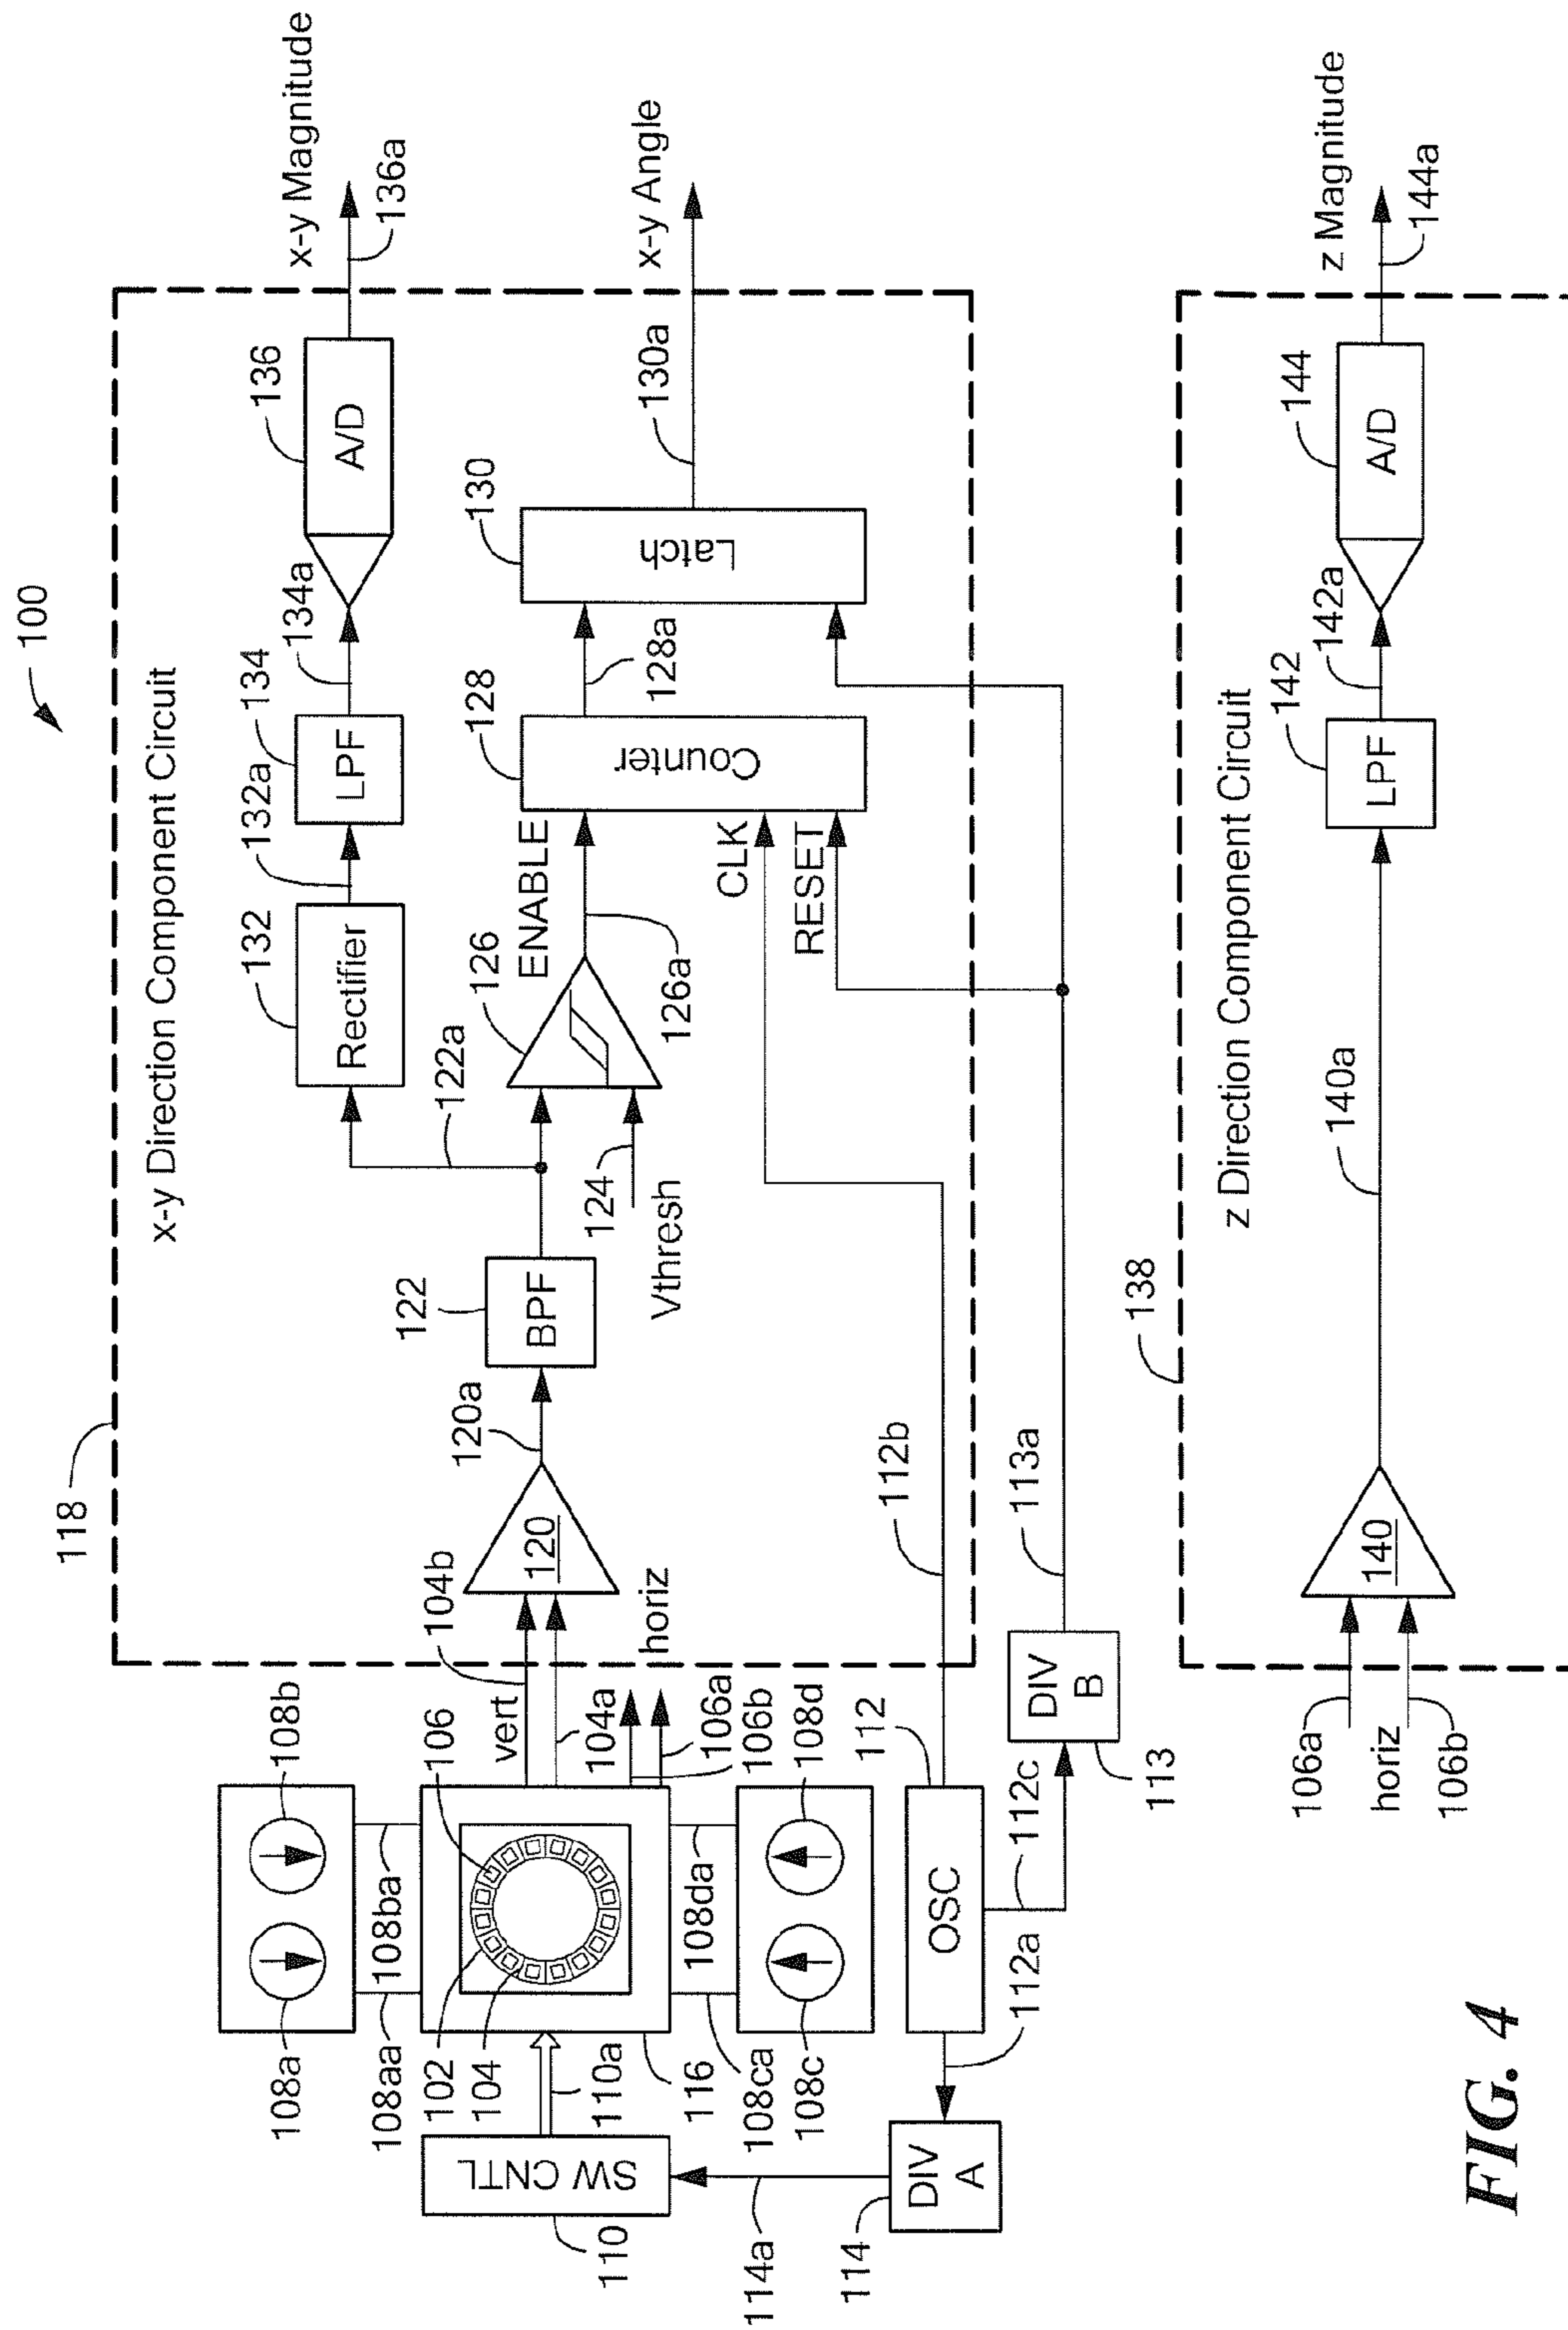 100
118
x-y Direction Component Circuit
108a
108b
108aa
108ba
102
104
106
110
SW CNTL
110a
116
108ca
108da
108c
108d
vert
104b
104a
106a
106b
horiz
120
120a
122
BPF
122a
124
Vthresh
126
126a
ENABLE
CLK
RESET
128
Counter
128a
130
Latch
130a
x-y Angle
132
Rectifier
132a
134
LPF
134a
136
A/D
136a
x-y Magnitude
112
OSC
112a
112b
112c
113
DIV
B
113a
114
DIV
A
114a
138
z Direction Component Circuit
106a
horiz
106b
140
140a
142
LPF
142a
144
A/D
144a
z Magnitude
FIG. 4